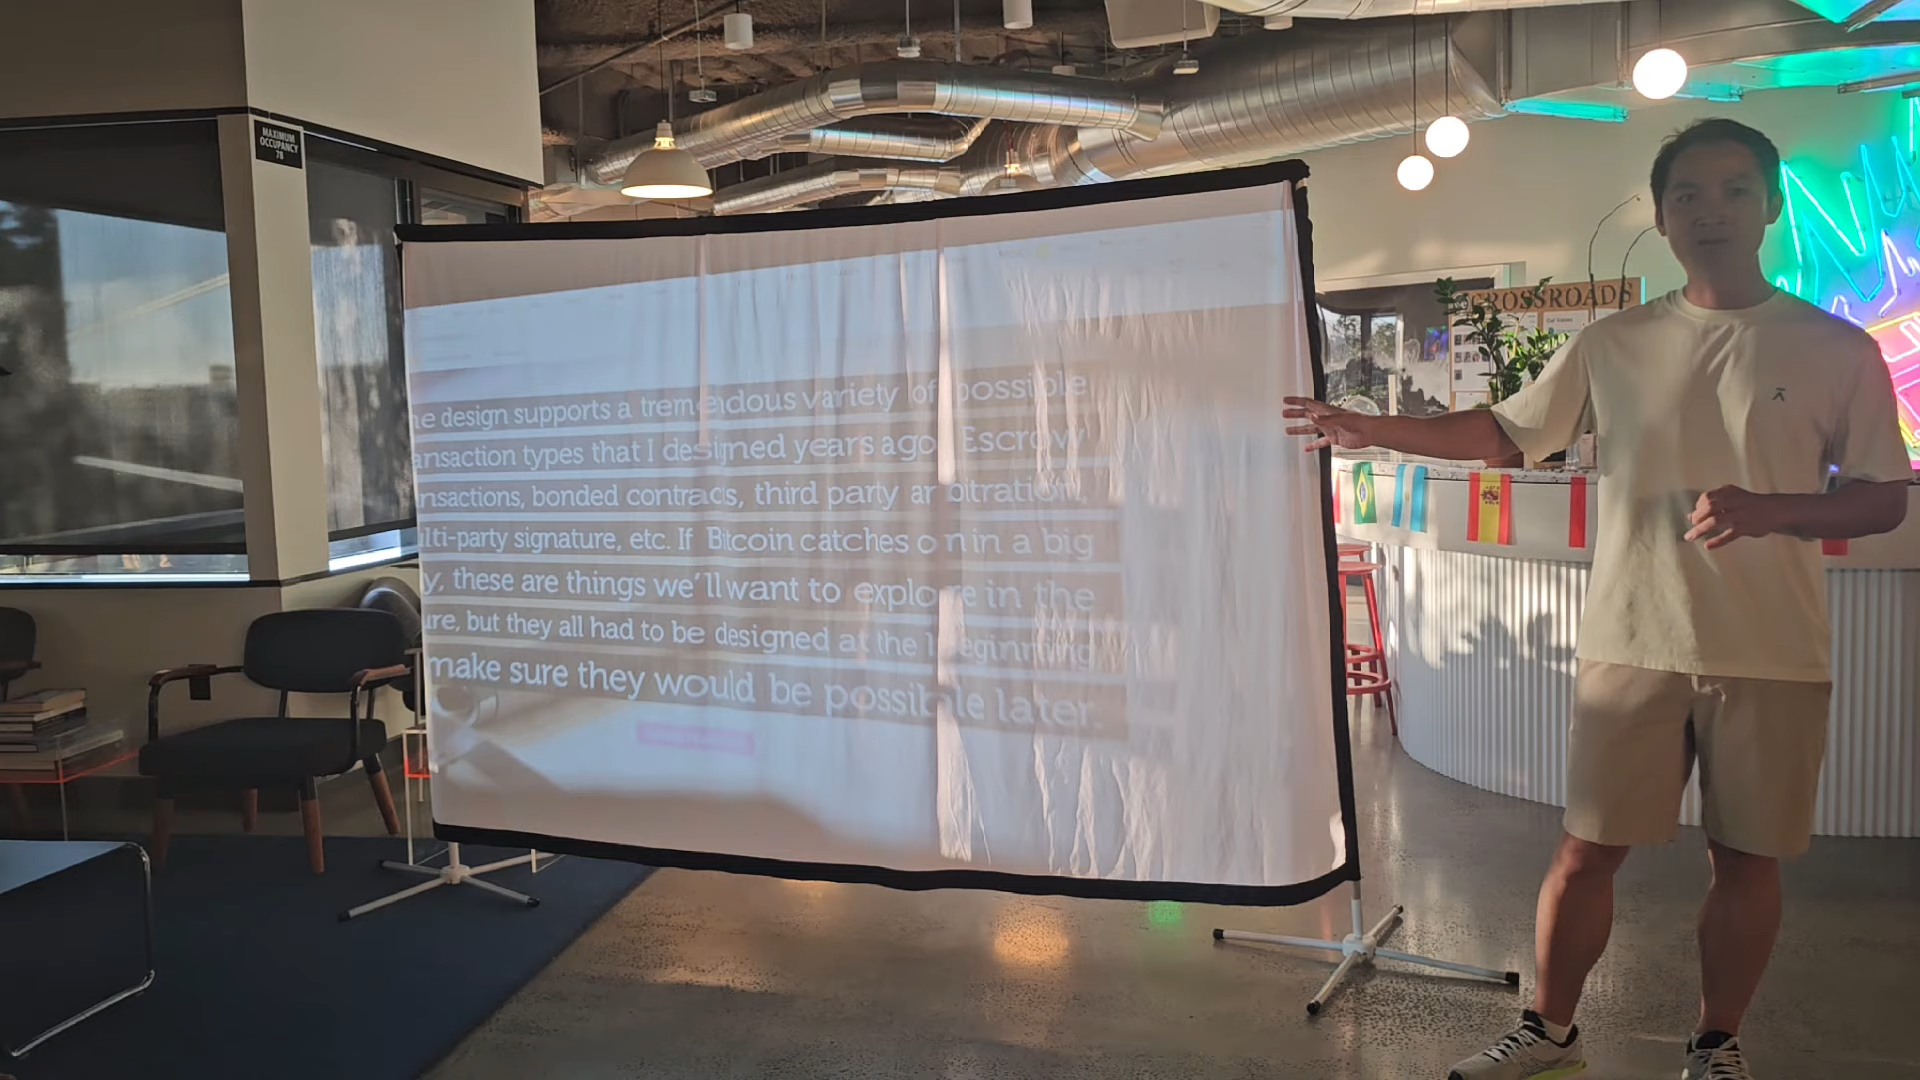 MAXIMUM
OCCUPANCY
78
CROSSROADS
he design supports a tremendous variety of possible
ansaction types that I designed years ago. Escrow
nsactions, bonded contracts, third party arbitration,
ulti-party signature, etc. If Bitcoin catches on in a big
y, these are things we'll want to explore in the
ure, but they all had to be designed at the beginning
make sure they would be possible later.